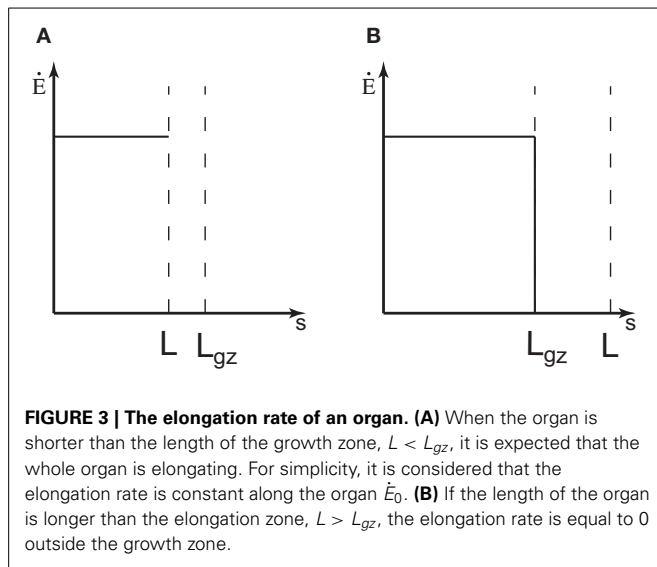 A
B
Ė
Ė
s
s
L
L_gz
L_gz
L
FIGURE 3 | The elongation rate of an organ. (A) When the organ is
shorter than the length of the growth zone, L < L_gz, it is expected that the
whole organ is elongating. For simplicity, it is considered that the
elongation rate is constant along the organ Ė₀. (B) If the length of the organ
is longer than the elongation zone, L > L_gz, the elongation rate is equal to 0
outside the growth zone.